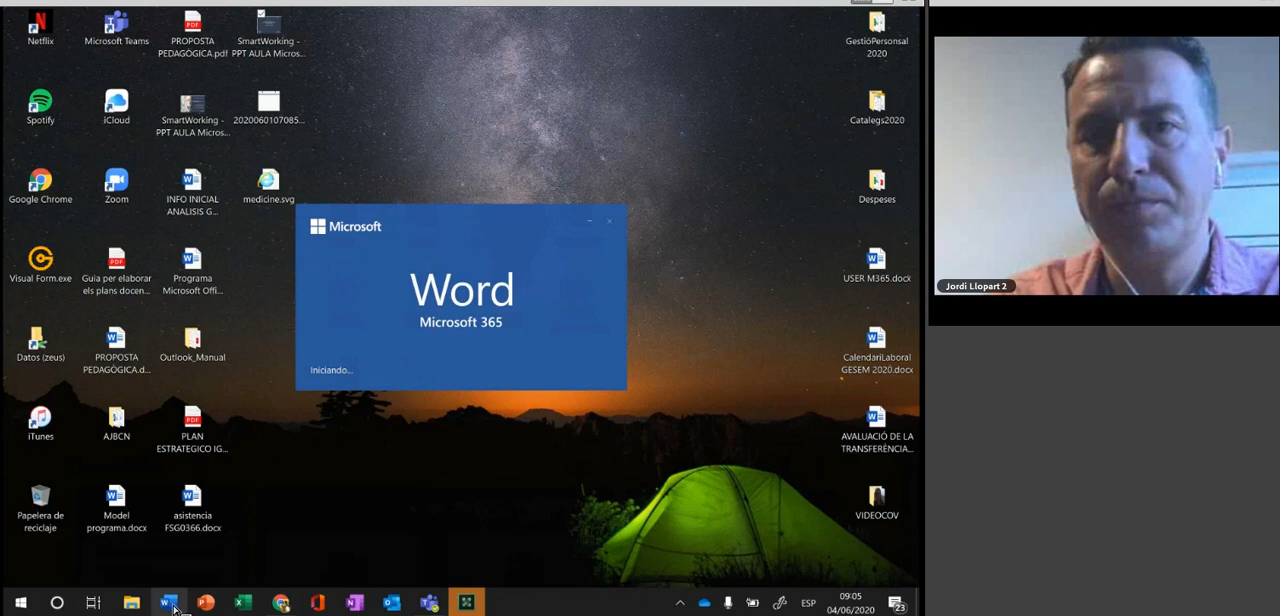 Netflix
Microsoft Teams
PROPOSTA
PEDAGÒGICA.pdf
SmartWorking -
PPT AULA Micros...
Spotify
iCloud
SmartWorking -
PPT AULA Micros...
2020060107085...
Google Chrome
Zoom
INFO INICIAL
ANALISIS G...
medicine.svg
Visual Form.exe
Guia per elaborar
els plans docen...
Programa
Microsoft Offi...
Datos (zeus)
PROPOSTA
PEDAGÒGICA.d...
Outlook_Manual
iTunes
AJBCN
PLAN
ESTRATEGICO IG...
Papelera de
reciclaje
Model
programa.docx
asistencia
FSG0366.docx
Microsoft
Word
Microsoft 365
Iniciando...
GestióPersonsal
2020
Catalegs2020
Despeses
USER M365.docx
CalendariLaboral
GESEM 2020.docx
AVALUACIÓ DE LA
TRANSFERÈNCIA...
VIDEOCOV
Jordi Llopart 2
ESP
09:05
04/06/2020
23